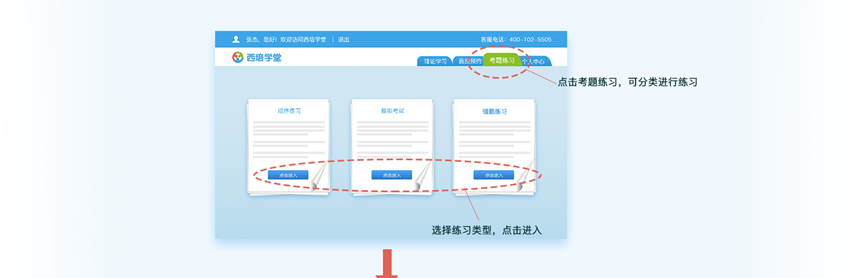 张杰，您好！欢迎访问西培学堂 | 退出 客服电话：400-102-5505
西培学堂
理论学习 考题练习 个人中心
点击考题练习，可分类进行练习
顺序练习 模拟考试 错题练习
点击进入 点击进入 点击进入
选择练习类型，点击进入